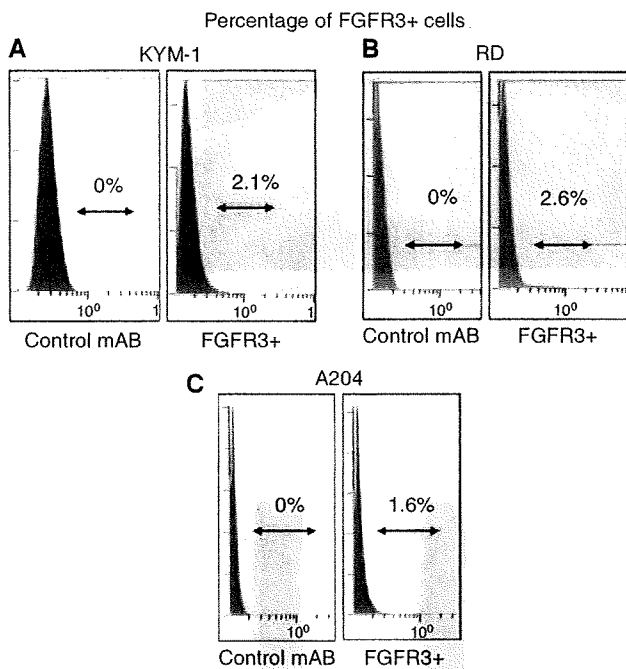 Percentage of FGFR3+ cells
A
KYM-1
0%
2.1%
10⁰
10⁰
1
Control mAB
FGFR3+
B
RD
0%
2.6%
10⁰
10⁰
Control mAB
FGFR3+
C
A204
0%
1.6%
10⁰
10⁰
Control mAB
FGFR3+